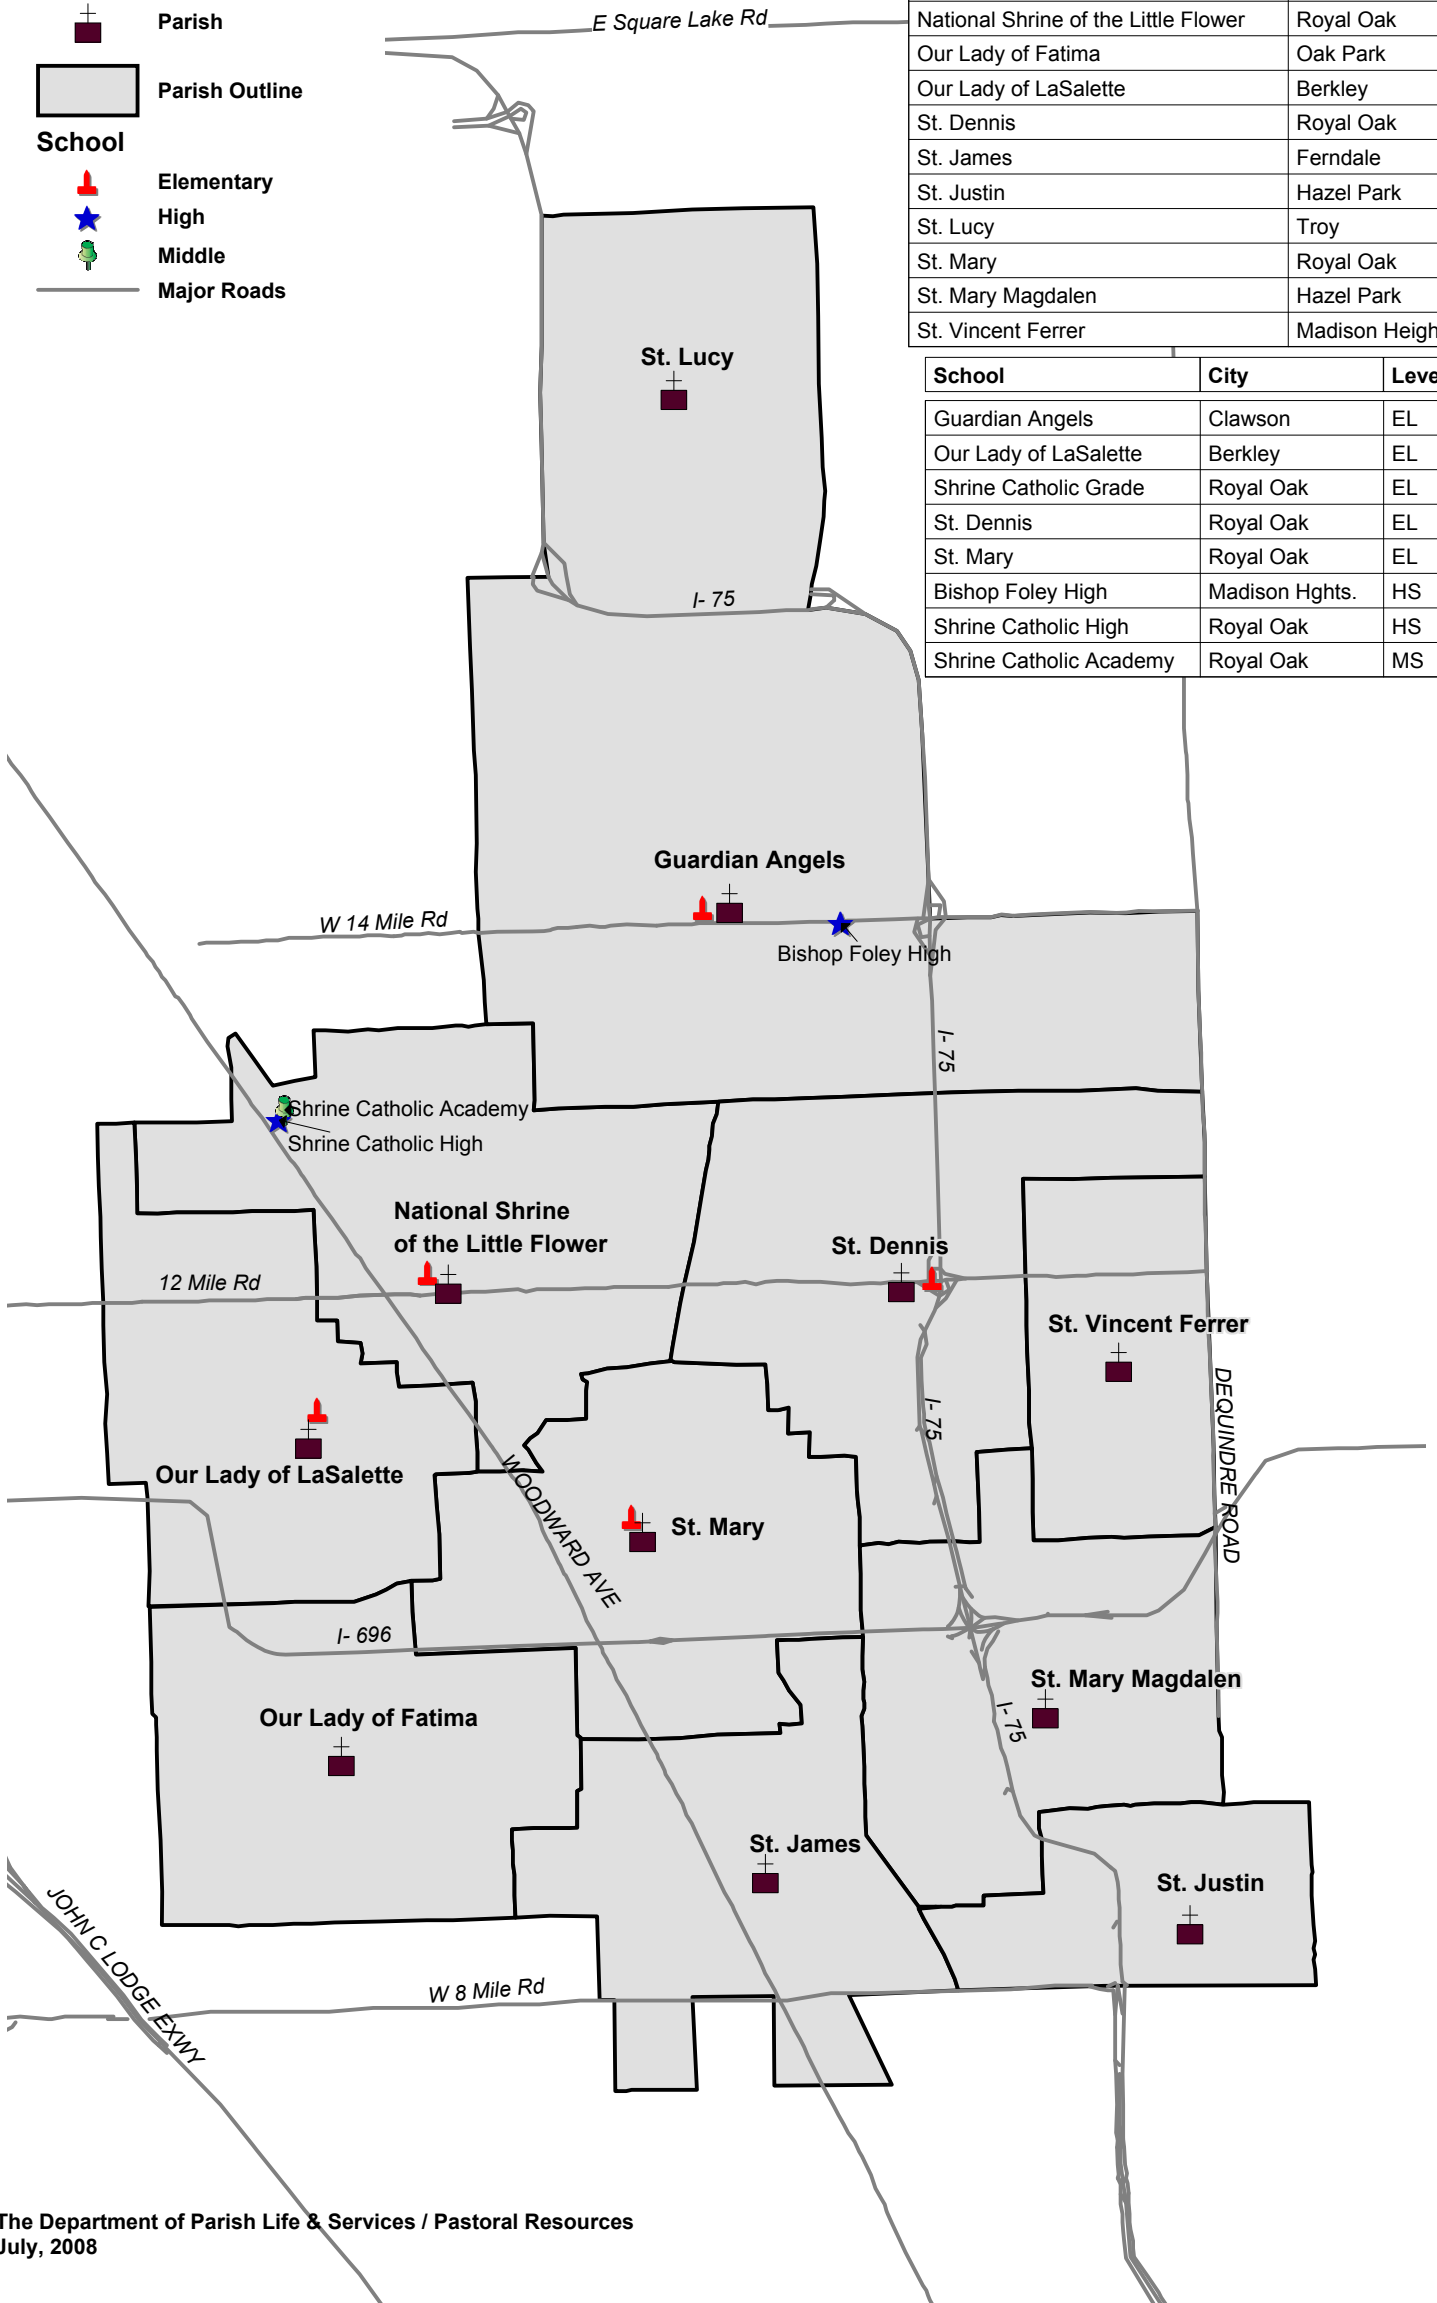 Parish
Parish Outline
School
Elementary
High
Middle
Major Roads
E Square Lake Rd
National Shrine of the Little Flower Royal Oak
Our Lady of Fatima Oak Park
Our Lady of LaSalette Berkley
St. Dennis Royal Oak
St. James Ferndale
St. Justin Hazel Park
St. Lucy Troy
St. Mary Royal Oak
St. Mary Magdalen Hazel Park
St. Vincent Ferrer Madison Heigh
School City Leve
Guardian Angels Clawson EL
Our Lady of LaSalette Berkley EL
Shrine Catholic Grade Royal Oak EL
St. Dennis Royal Oak EL
St. Mary Royal Oak EL
Bishop Foley High Madison Hghts. HS
Shrine Catholic High Royal Oak HS
Shrine Catholic Academy Royal Oak MS
St. Lucy
I- 75
Guardian Angels
W 14 Mile Rd
Bishop Foley High
I- 75
Shrine Catholic Academy
Shrine Catholic High
National Shrine
of the Little Flower
St. Dennis
12 Mile Rd
St. Vincent Ferrer
DEQUINDRE ROAD
I- 75
Our Lady of LaSalette
WOODWARD AVE
St. Mary
I- 696
St. Mary Magdalen
I- 75
Our Lady of Fatima
St. James
St. Justin
JOHN C LODGE EXWY
W 8 Mile Rd
The Department of Parish Life & Services / Pastoral Resources
July, 2008